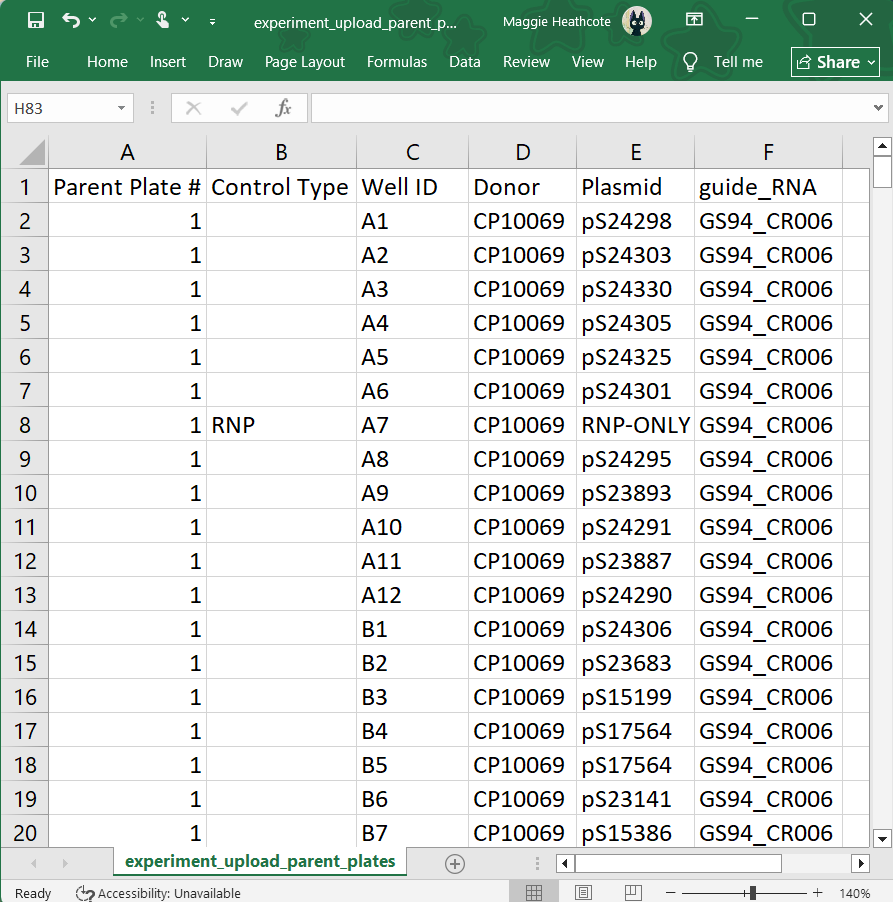 experiment_upload_parent_p... Maggie Heathcote
File Home Insert Draw Page Layout Formulas Data Review View Help Tell me Share
H83 fx
A B C D E F
1 Parent Plate # Control Type Well ID Donor Plasmid guide_RNA
2 1 A1 CP10069 pS24298 GS94_CR006
3 1 A2 CP10069 pS24303 GS94_CR006
4 1 A3 CP10069 pS24330 GS94_CR006
5 1 A4 CP10069 pS24305 GS94_CR006
6 1 A5 CP10069 pS24325 GS94_CR006
7 1 A6 CP10069 pS24301 GS94_CR006
8 1 RNP A7 CP10069 RNP-ONLY GS94_CR006
9 1 A8 CP10069 pS24295 GS94_CR006
10 1 A9 CP10069 pS23893 GS94_CR006
11 1 A10 CP10069 pS24291 GS94_CR006
12 1 A11 CP10069 pS23887 GS94_CR006
13 1 A12 CP10069 pS24290 GS94_CR006
14 1 B1 CP10069 pS24306 GS94_CR006
15 1 B2 CP10069 pS23683 GS94_CR006
16 1 B3 CP10069 pS15199 GS94_CR006
17 1 B4 CP10069 pS17564 GS94_CR006
18 1 B5 CP10069 pS17564 GS94_CR006
19 1 B6 CP10069 pS23141 GS94_CR006
20 1 B7 CP10069 pS15386 GS94_CR006
experiment_upload_parent_plates
Ready Accessibility: Unavailable 140%